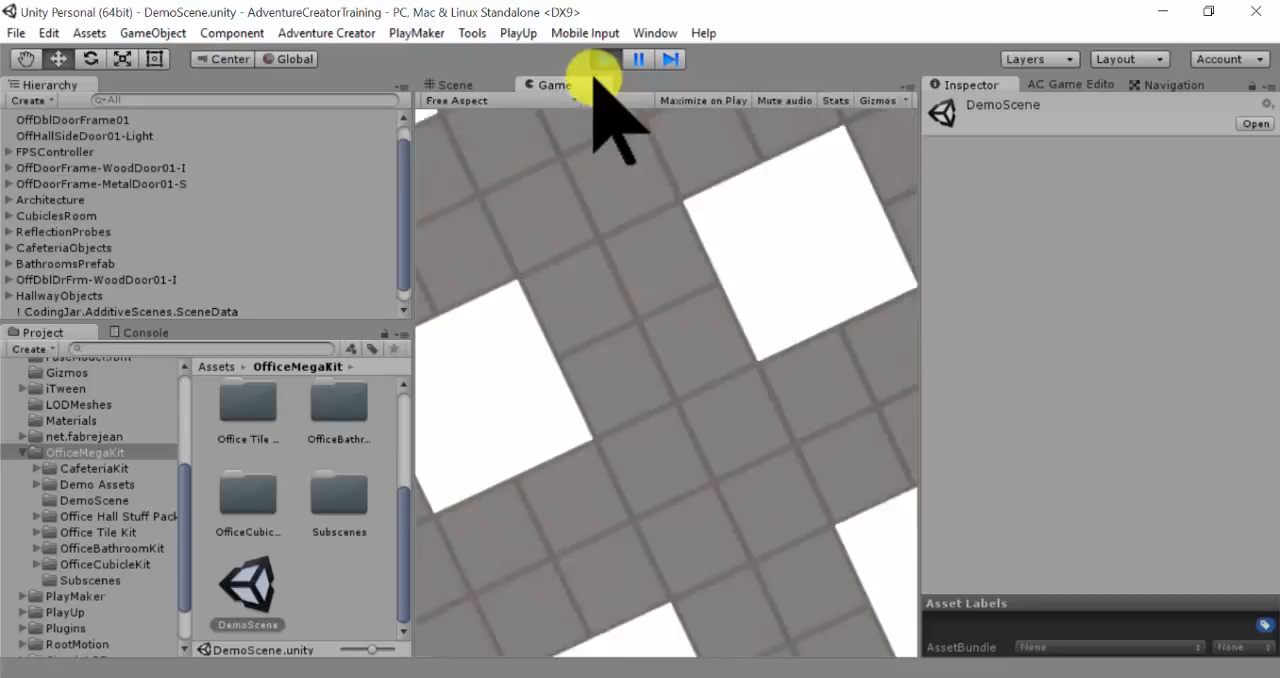 Unity Personal (64bit) - DemoScene.unity - AdventureCreatorTraining - PC, Mac & Linux Standalone <DX9>
File Edit Assets GameObject Component Adventure Creator PlayMaker Tools PlayUp Mobile Input Window Help
Center Global Layers Layout Account
Hierarchy Scene Game Inspector AC Game Edito Navigation
Create All Free Aspect Maximize on Play Mute audio Stats Gizmos
DemoScene
Open
OffDblDoorFrame01
OffHallSideDoor01-Light
FPSController
OffDoorFrame-WoodDoor01-I
OffDoorFrame-MetalDoor01-S
Architecture
CubiclesRoom
ReflectionProbes
CafeteriaObjects
BathroomsPrefab
OffDblDrFrm-WoodDoor01-I
HallwayObjects
! CodingJar.AdditiveScenes.SceneData
Project Console
Create
Assets OfficeMegaKit
Gizmos
iTween
LODMeshes
Materials
net.fabrejean
OfficeMegaKit
CafeteriaKit
Demo Assets
DemoScene
Office Hall Stuff Pack
Office Tile Kit
OfficeBathroomKit
OfficeCubicleKit
Subscenes
PlayMaker
PlayUp
Plugins
RootMotion
Office Tile ... OfficeBathr...
OfficeCubic... Subscenes
DemoScene
DemoScene.unity
Asset Labels
AssetBundle None None